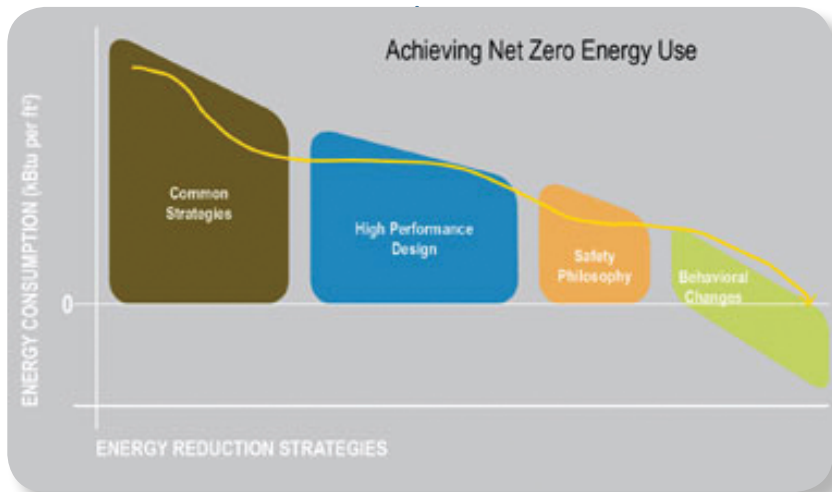 Achieving Net Zero Energy Use
ENERGY CONSUMPTION (kBtu per ft²)
Common
Strategies
High Performance
Design
Safety
Philosophy
Behavioral
Changes
0
ENERGY REDUCTION STRATEGIES